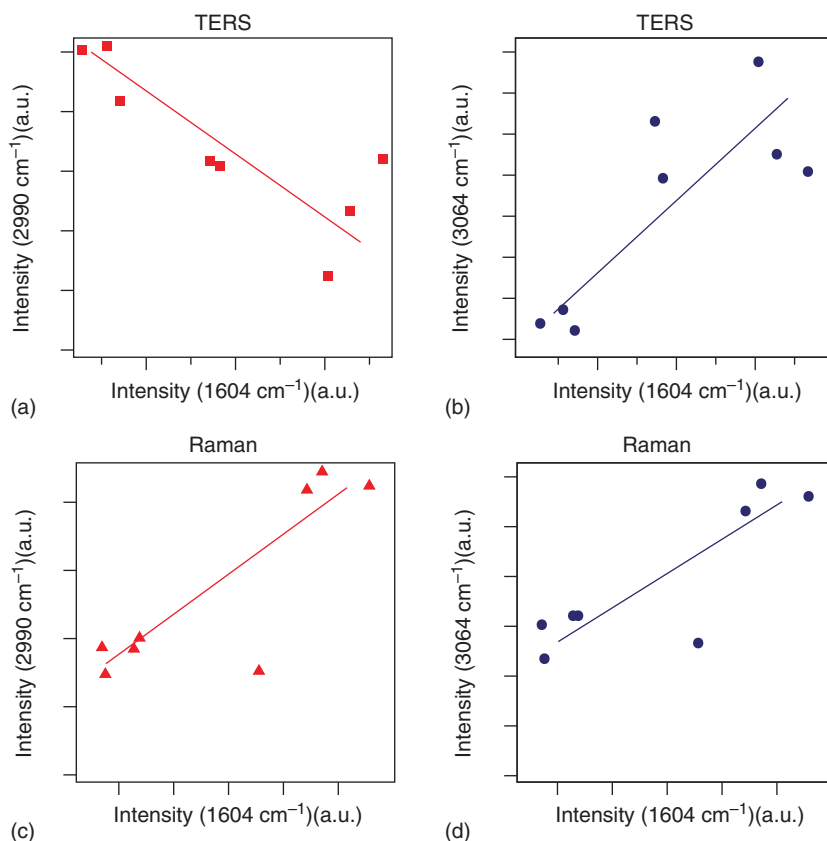 TERS
Intensity (2990 cm⁻¹)(a.u.)
Intensity (1604 cm⁻¹)(a.u.)
(a)
TERS
Intensity (3064 cm⁻¹)(a.u.)
Intensity (1604 cm⁻¹)(a.u.)
(b)
Raman
Intensity (2990 cm⁻¹)(a.u.)
Intensity (1604 cm⁻¹)(a.u.)
(c)
Raman
Intensity (3064 cm⁻¹)(a.u.)
Intensity (1604 cm⁻¹)(a.u.)
(d)